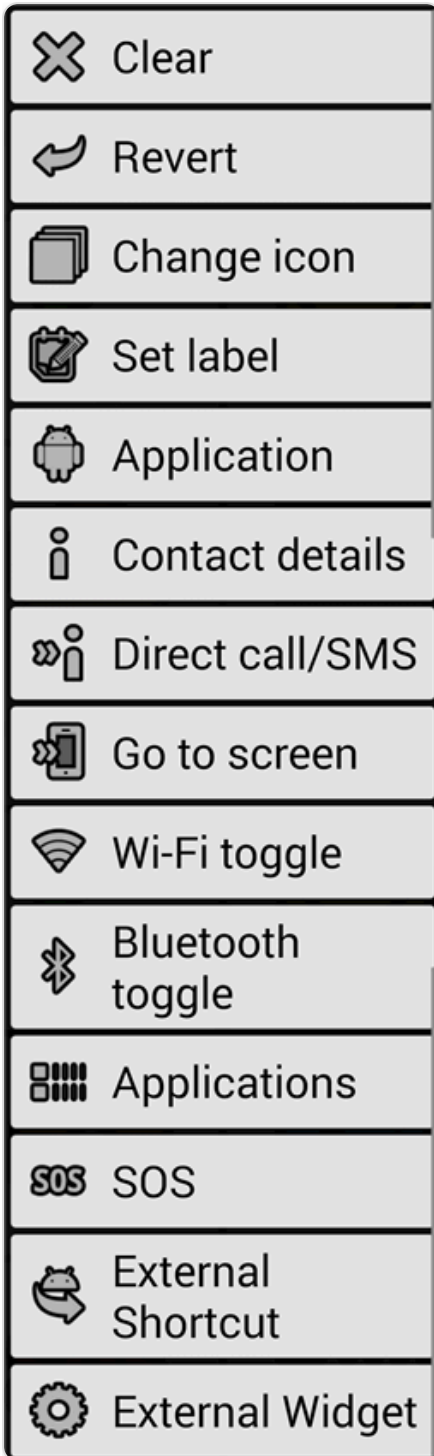 Clear
Revert
Change icon
Set label
Application
Contact details
Direct call/SMS
Go to screen
Wi-Fi toggle
Bluetooth
toggle
Applications
SOS SOS
External
Shortcut
External Widget